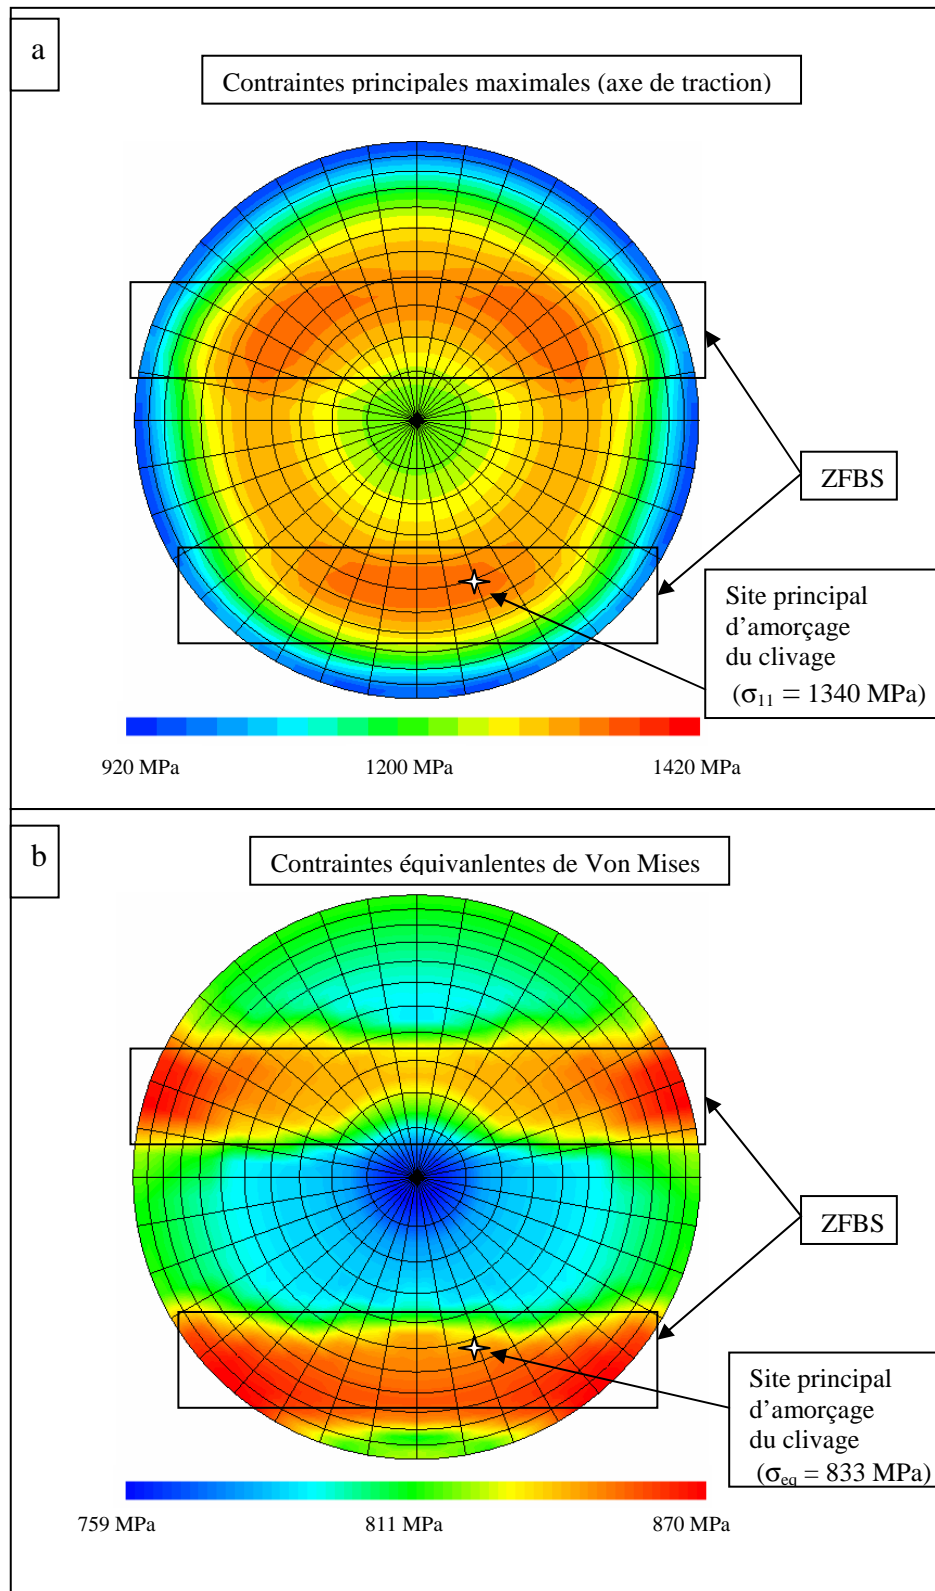 a
Contraintes principales maximales (axe de traction)
ZFBS
Site principal
d'amorçage
du clivage
(σ11 = 1340 MPa)
920 MPa 1200 MPa 1420 MPa
b
Contraintes équivanlentes de Von Mises
ZFBS
Site principal
d'amorçage
du clivage
(σeq = 833 MPa)
759 MPa 811 MPa 870 MPa